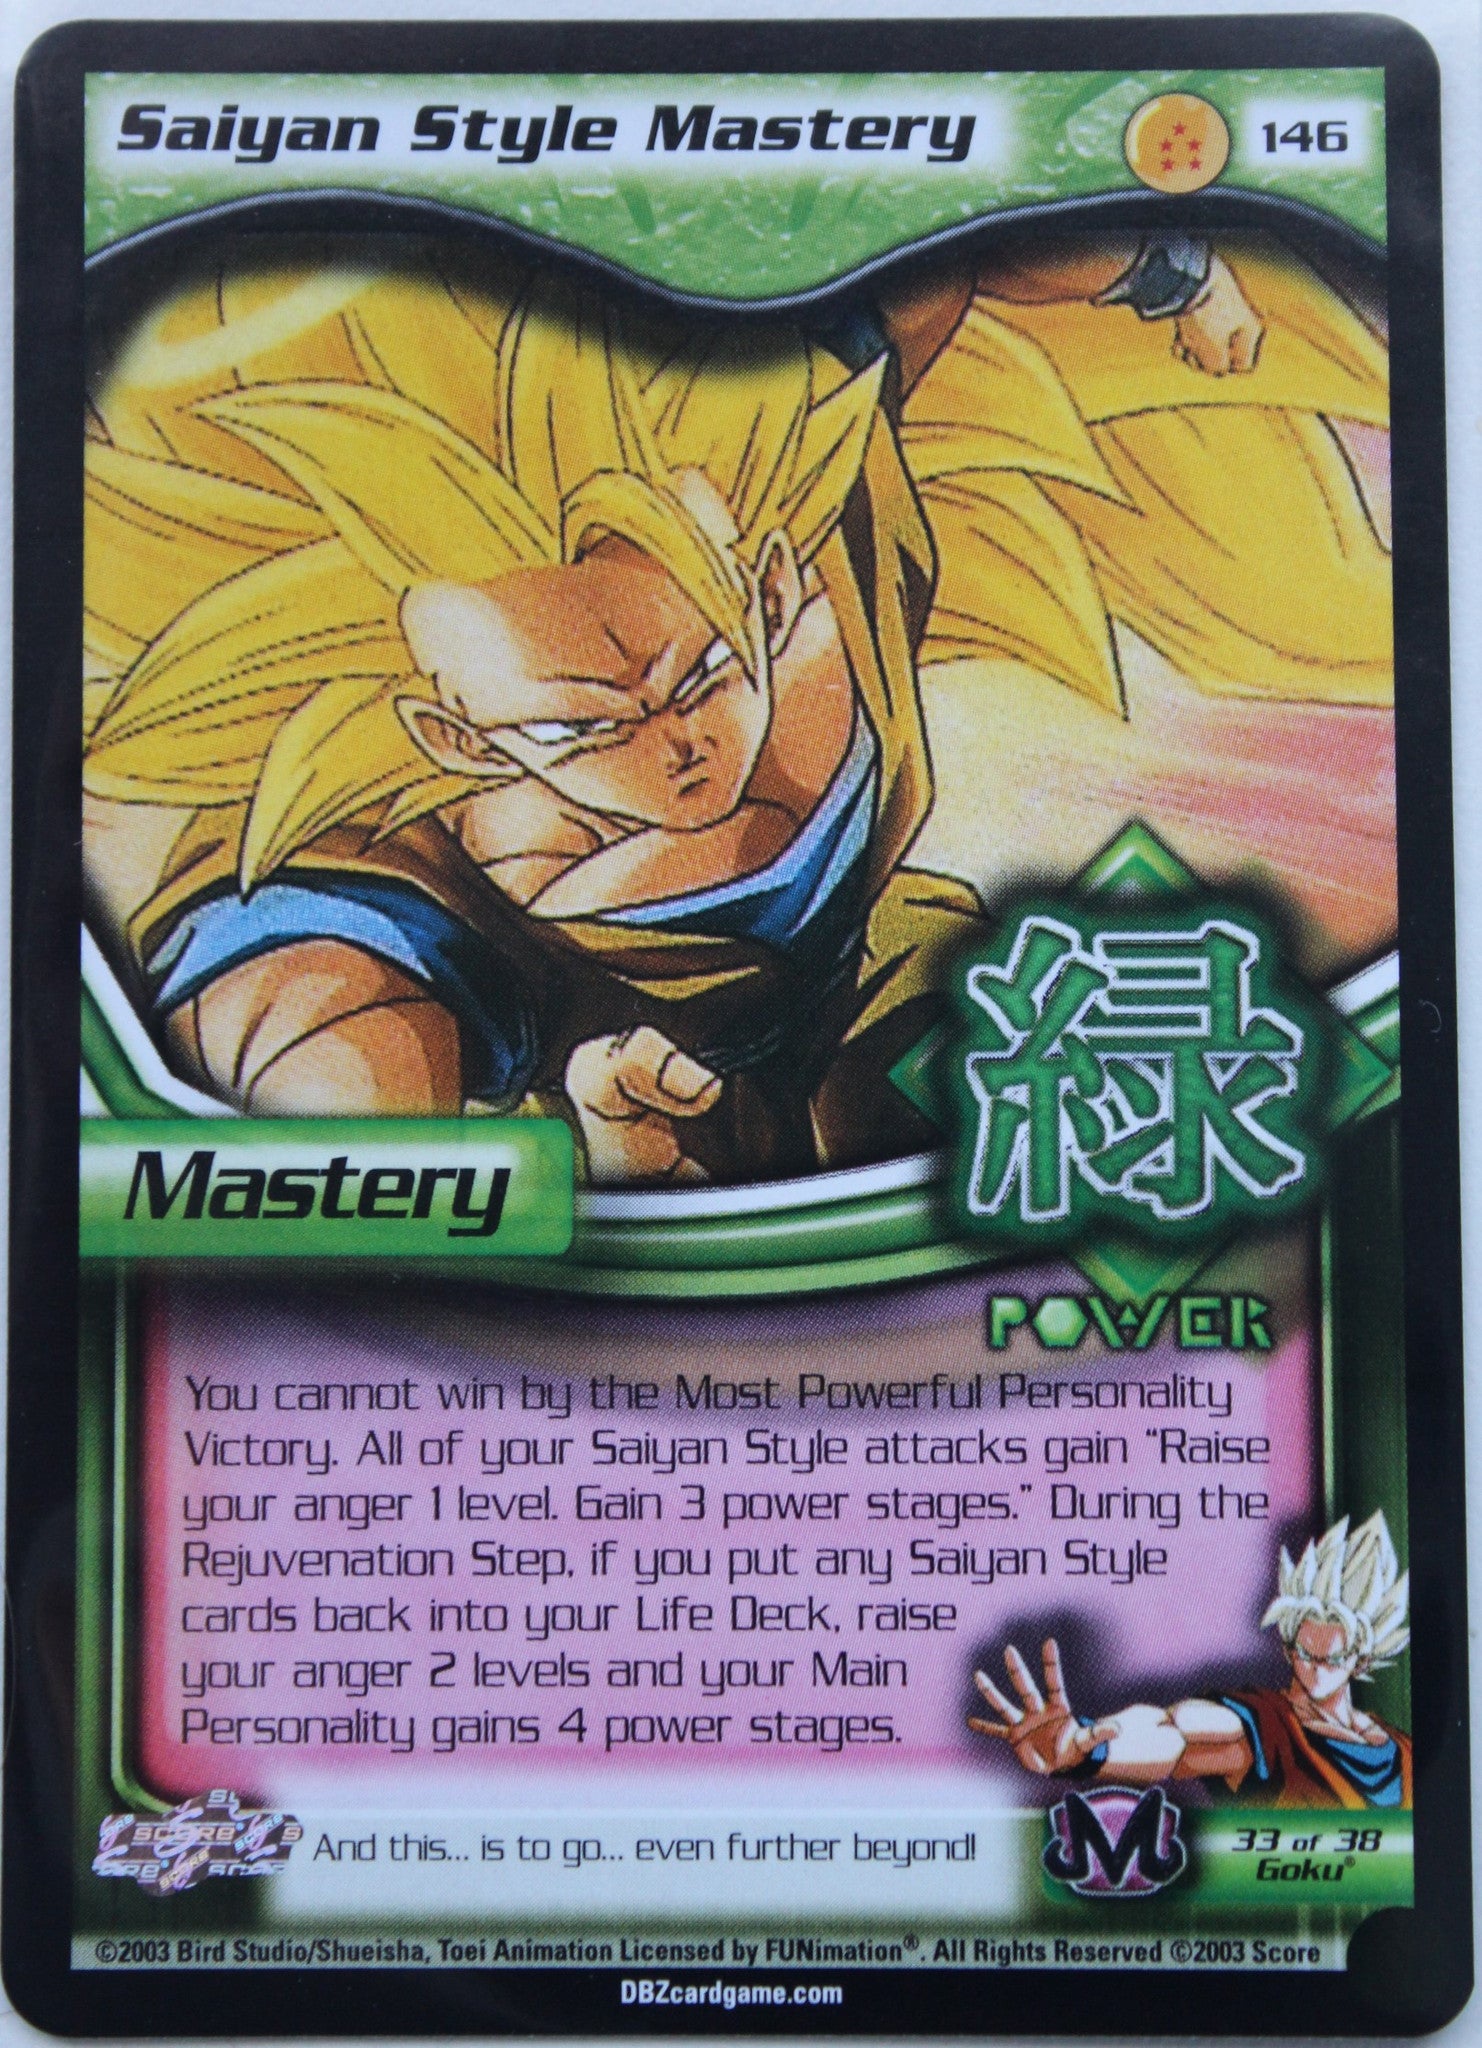 Saiyan Style Mastery
146
緑
Mastery
POWER
You cannot win by the Most Powerful Personality
Victory. All of your Saiyan Style attacks gain “Raise
your anger 1 level. Gain 3 power stages.” During the
Rejuvenation Step, if you put any Saiyan Style
cards back into your Life Deck, raise
your anger 2 levels and your Main
Personality gains 4 power stages.
SCORE
And this... is to go... even further beyond!
M
33 of 38
Goku®
©2003 Bird Studio/Shueisha, Toei Animation Licensed by FUNimation®. All Rights Reserved ©2003 Score
DBZcardgame.com